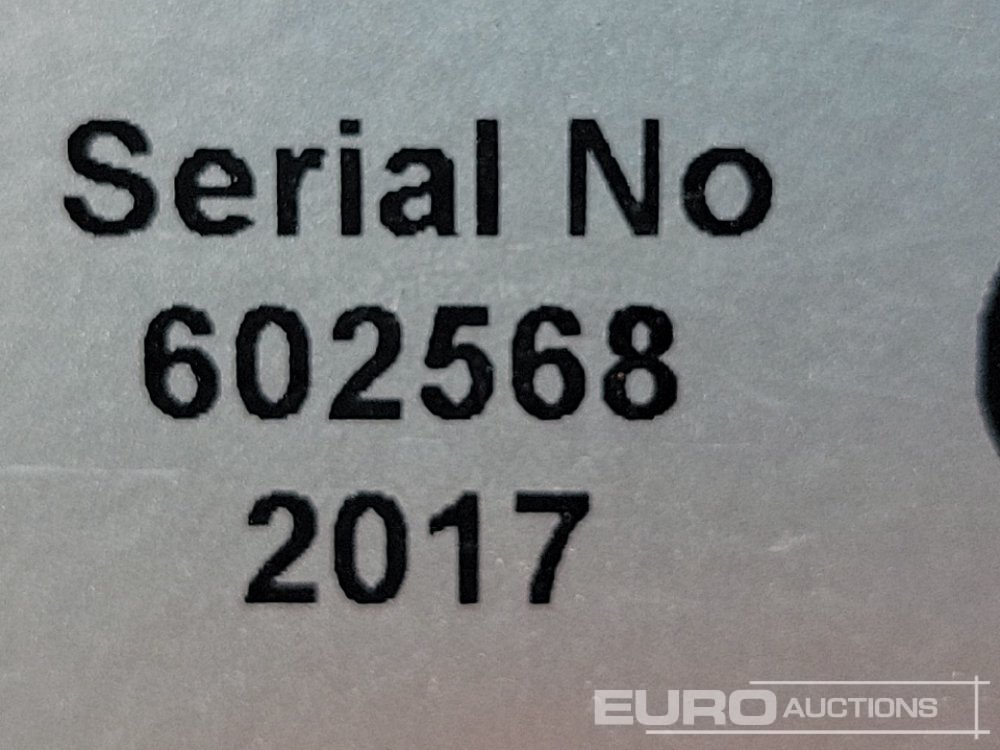 Serial No
602568
2017
EURO AUCTIONS